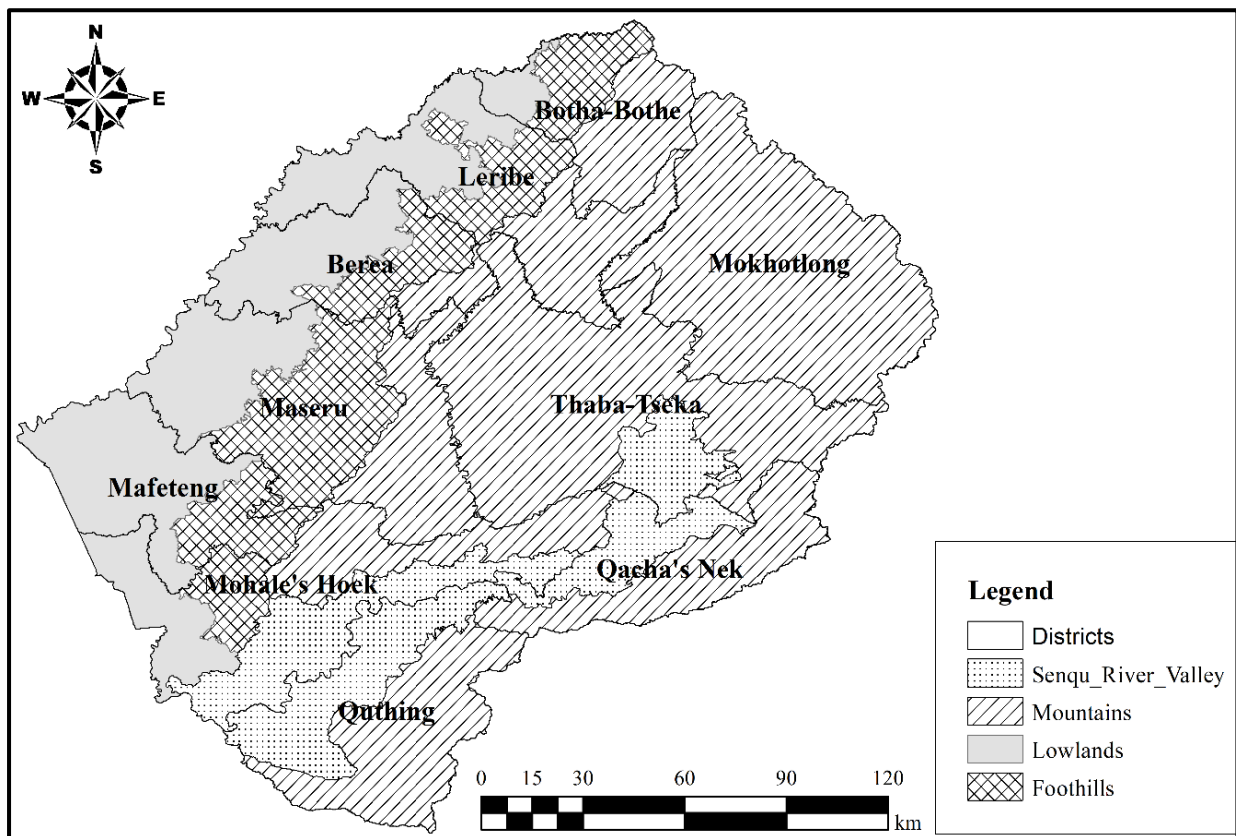 N
W E
S
Botha-Bothe
Leribe
Berea
Mokhotlong
Maseru
Thaba-Tseka
Mafeteng
Mohale's Hoek
Qacha's Nek
Quthing
Legend
Districts
Senqu_River_Valley
Mountains
Lowlands
Foothills
0 15 30 60 90 120
km